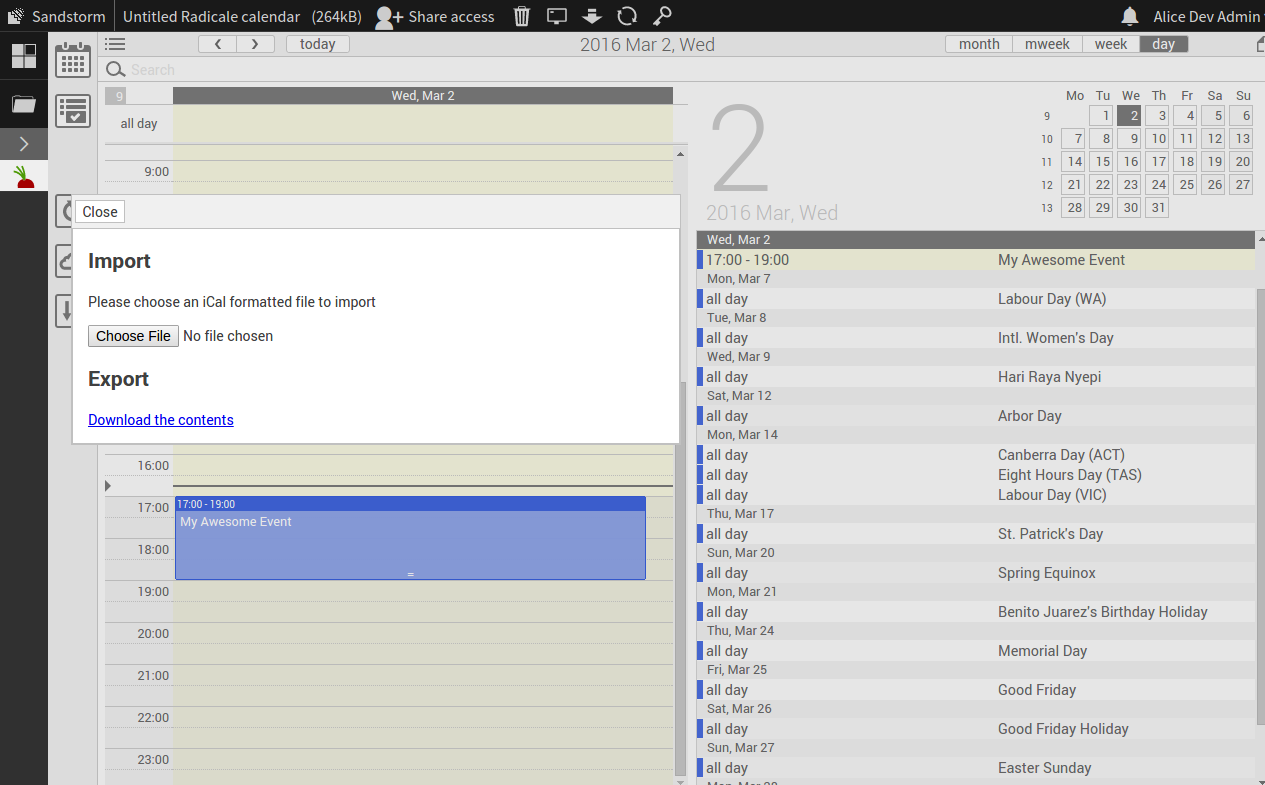 Sandstorm Untitled Radicale calendar (264kB) Share access Alice Dev Admin
today 2016 Mar 2, Wed month mweek week day
Search
9 Wed, Mar 2
all day
9:00
Close
Import
Please choose an iCal formatted file to import
Choose File No file chosen
Export
Download the contents
16:00
17:00 17:00 - 19:00
My Awesome Event
18:00
19:00
20:00
21:00
22:00
23:00
2
2016 Mar, Wed
Mo Tu We Th Fr Sa Su
9 1 2 3 4 5 6
10 7 8 9 10 11 12 13
11 14 15 16 17 18 19 20
12 21 22 23 24 25 26 27
13 28 29 30 31
Wed, Mar 2
17:00 - 19:00 My Awesome Event
Mon, Mar 7
all day Labour Day (WA)
Tue, Mar 8
all day Intl. Women's Day
Wed, Mar 9
all day Hari Raya Nyepi
Sat, Mar 12
all day Arbor Day
Mon, Mar 14
all day Canberra Day (ACT)
all day Eight Hours Day (TAS)
all day Labour Day (VIC)
Thu, Mar 17
all day St. Patrick's Day
Sun, Mar 20
all day Spring Equinox
Mon, Mar 21
all day Benito Juarez's Birthday Holiday
Thu, Mar 24
all day Memorial Day
Fri, Mar 25
all day Good Friday
Sat, Mar 26
all day Good Friday Holiday
Sun, Mar 27
all day Easter Sunday